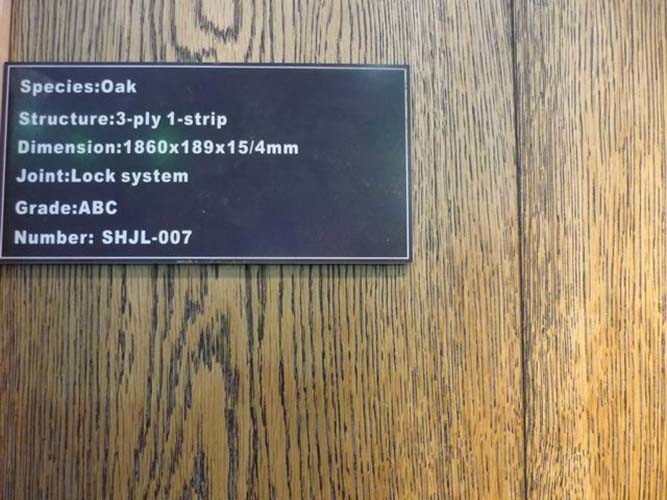 Species:Oak
Structure:3-ply 1-strip
Dimension:1860x189x15/4mm
Joint:Lock system
Grade:ABC
Number: SHJL-007